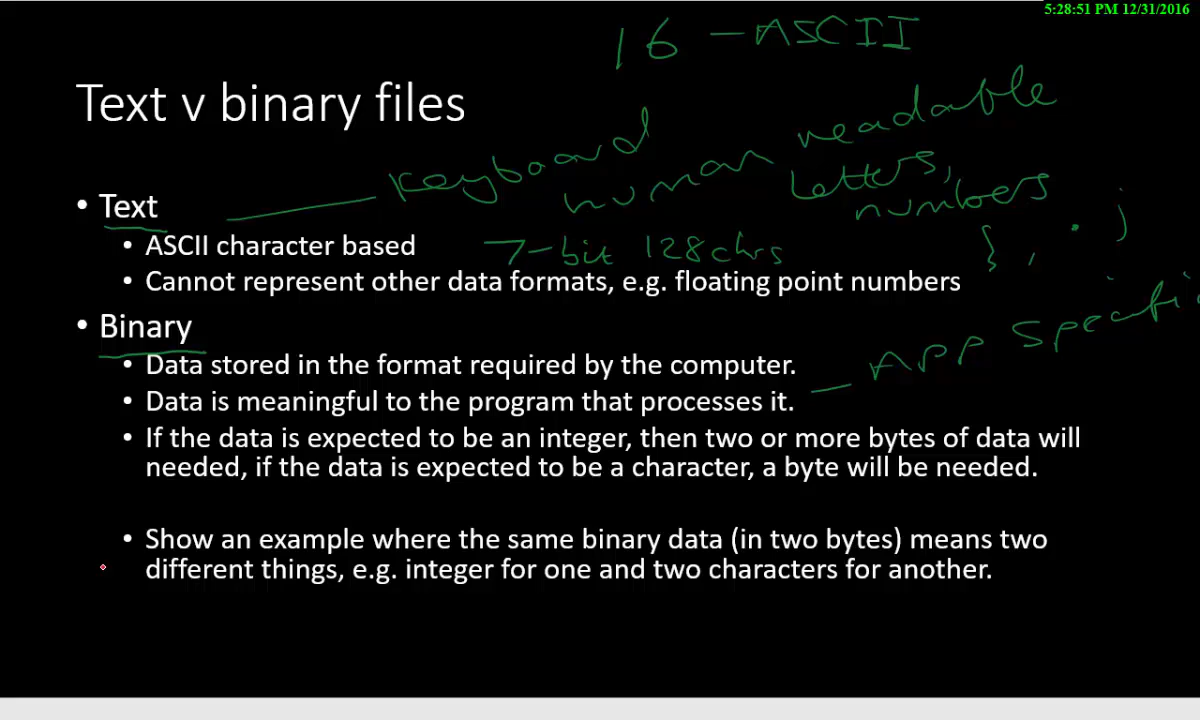 5:28:51 PM 12/31/2016
16 - ASCII
Text v binary files
keyboard
human readable
letters,
numbers
} , . ;
• Text
• ASCII character based
7-bit 128chrs
• Cannot represent other data formats, e.g. floating point numbers
• Binary
- APP Specific
• Data stored in the format required by the computer.
• Data is meaningful to the program that processes it.
• If the data is expected to be an integer, then two or more bytes of data will
needed, if the data is expected to be a character, a byte will be needed.
• Show an example where the same binary data (in two bytes) means two
different things, e.g. integer for one and two characters for another.